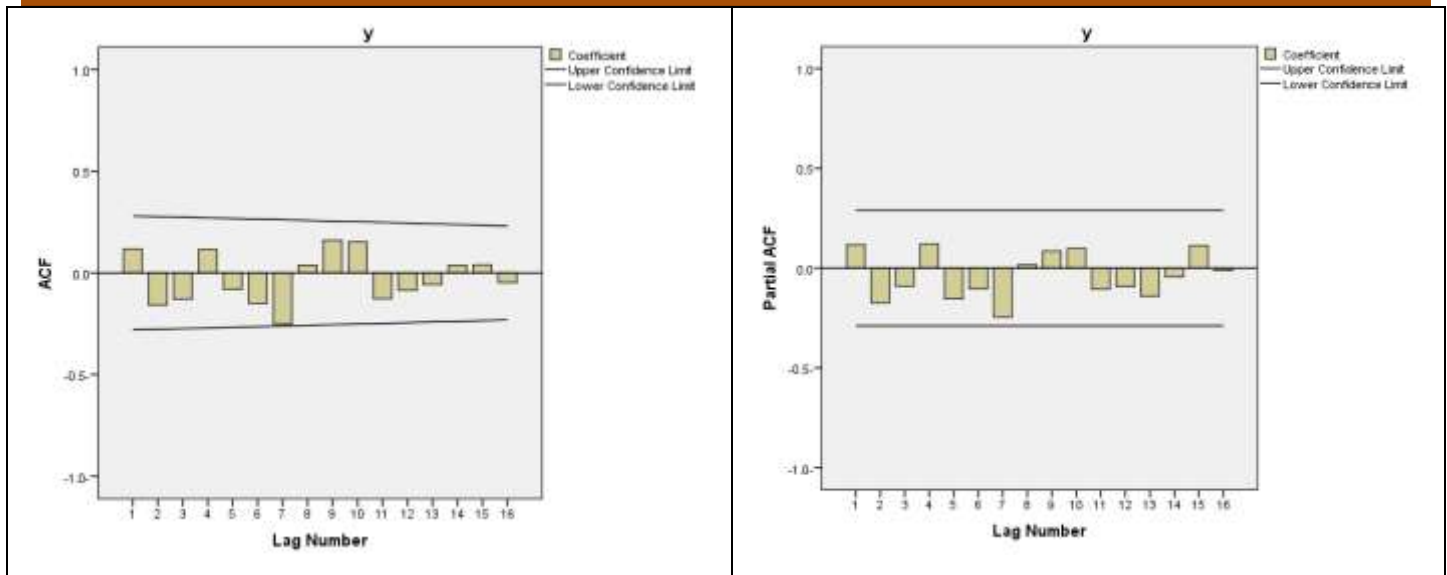 y
Coefficient
Upper Confidence Limit
Lower Confidence Limit
1.0-
0.5-
0.0-
-0.5-
-1.0-
ACF
1 2 3 4 5 6 7 8 9 10 11 12 13 14 15 16
Lag Number
y
Coefficient
Upper Confidence Limit
Lower Confidence Limit
1.0-
0.5-
0.0-
-0.5-
-1.0-
Partial ACF
1 2 3 4 5 6 7 8 9 10 11 12 13 14 15 16
Lag Number